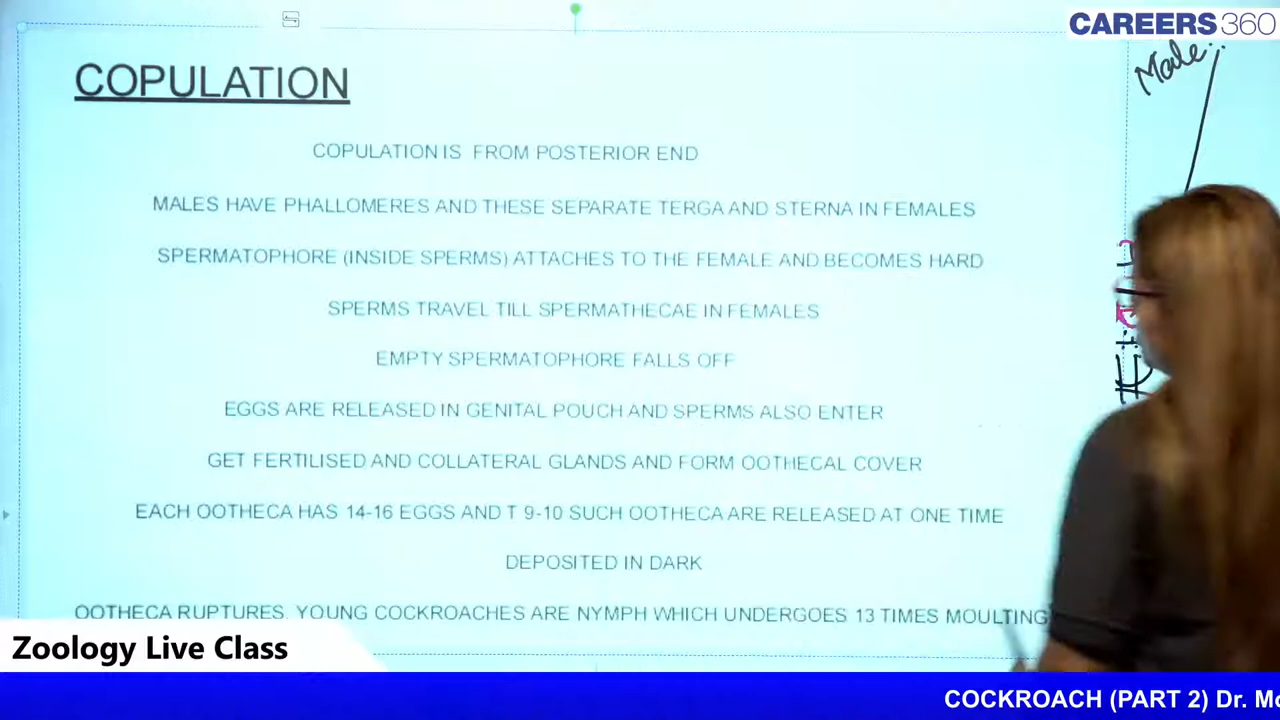 CAREERS360
Male
COPULATION
COPULATION IS FROM POSTERIOR END
MALES HAVE PHALLOMERES AND THESE SEPARATE TERGA AND STERNA IN FEMALES
SPERMATOPHORE (INSIDE SPERMS) ATTACHES TO THE FEMALE AND BECOMES HARD
SPERMS TRAVEL TILL SPERMATHECAE IN FEMALES
EMPTY SPERMATOPHORE FALLS OFF
EGGS ARE RELEASED IN GENITAL POUCH AND SPERMS ALSO ENTER
GET FERTILISED AND COLLATERAL GLANDS AND FORM OOTHECAL COVER
EACH OOTHECA HAS 14-16 EGGS AND T 9-10 SUCH OOTHECA ARE RELEASED AT ONE TIME
DEPOSITED IN DARK
OOTHECA RUPTURES. YOUNG COCKROACHES ARE NYMPH WHICH UNDERGOES 13 TIMES MOULTING
Zoology Live Class
COCKROACH (PART 2) Dr.